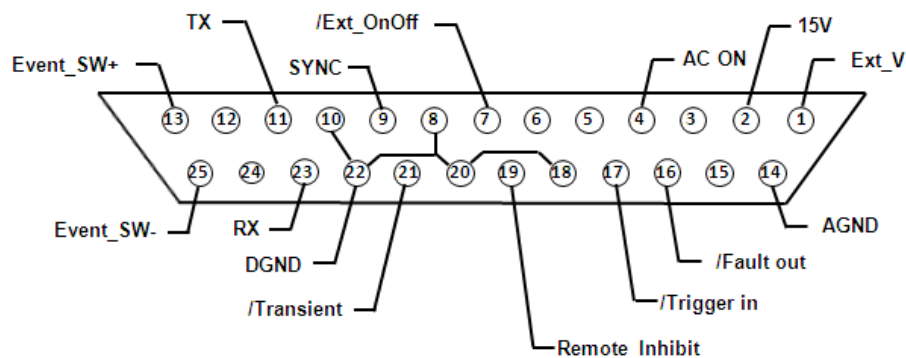 TX
/Ext_OnOff
15V
Event_SW+
SYNC
AC ON
Ext_V
13 12 11 10 9 8 7 6 5 4 3 2 1
25 24 23 22 21 20 19 18 17 16 15 14
Event_SW-
RX
DGND
AGND
/Fault out
/Transient
/Trigger in
Remote Inhibit